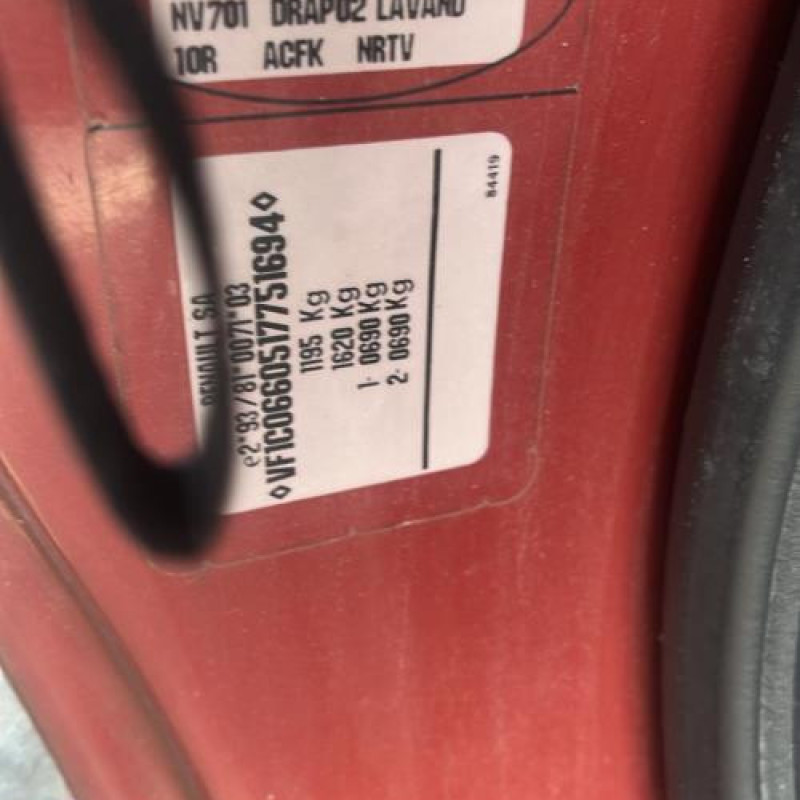 NV701 DRAP02 LAVAND
10R ACFK NRTV
RENAULT SA
e2*93/81*0071*03
◊VF1C0660517751694◊
1195 Kg
1620 Kg
1- 0690 Kg
2- 0690 Kg
84419